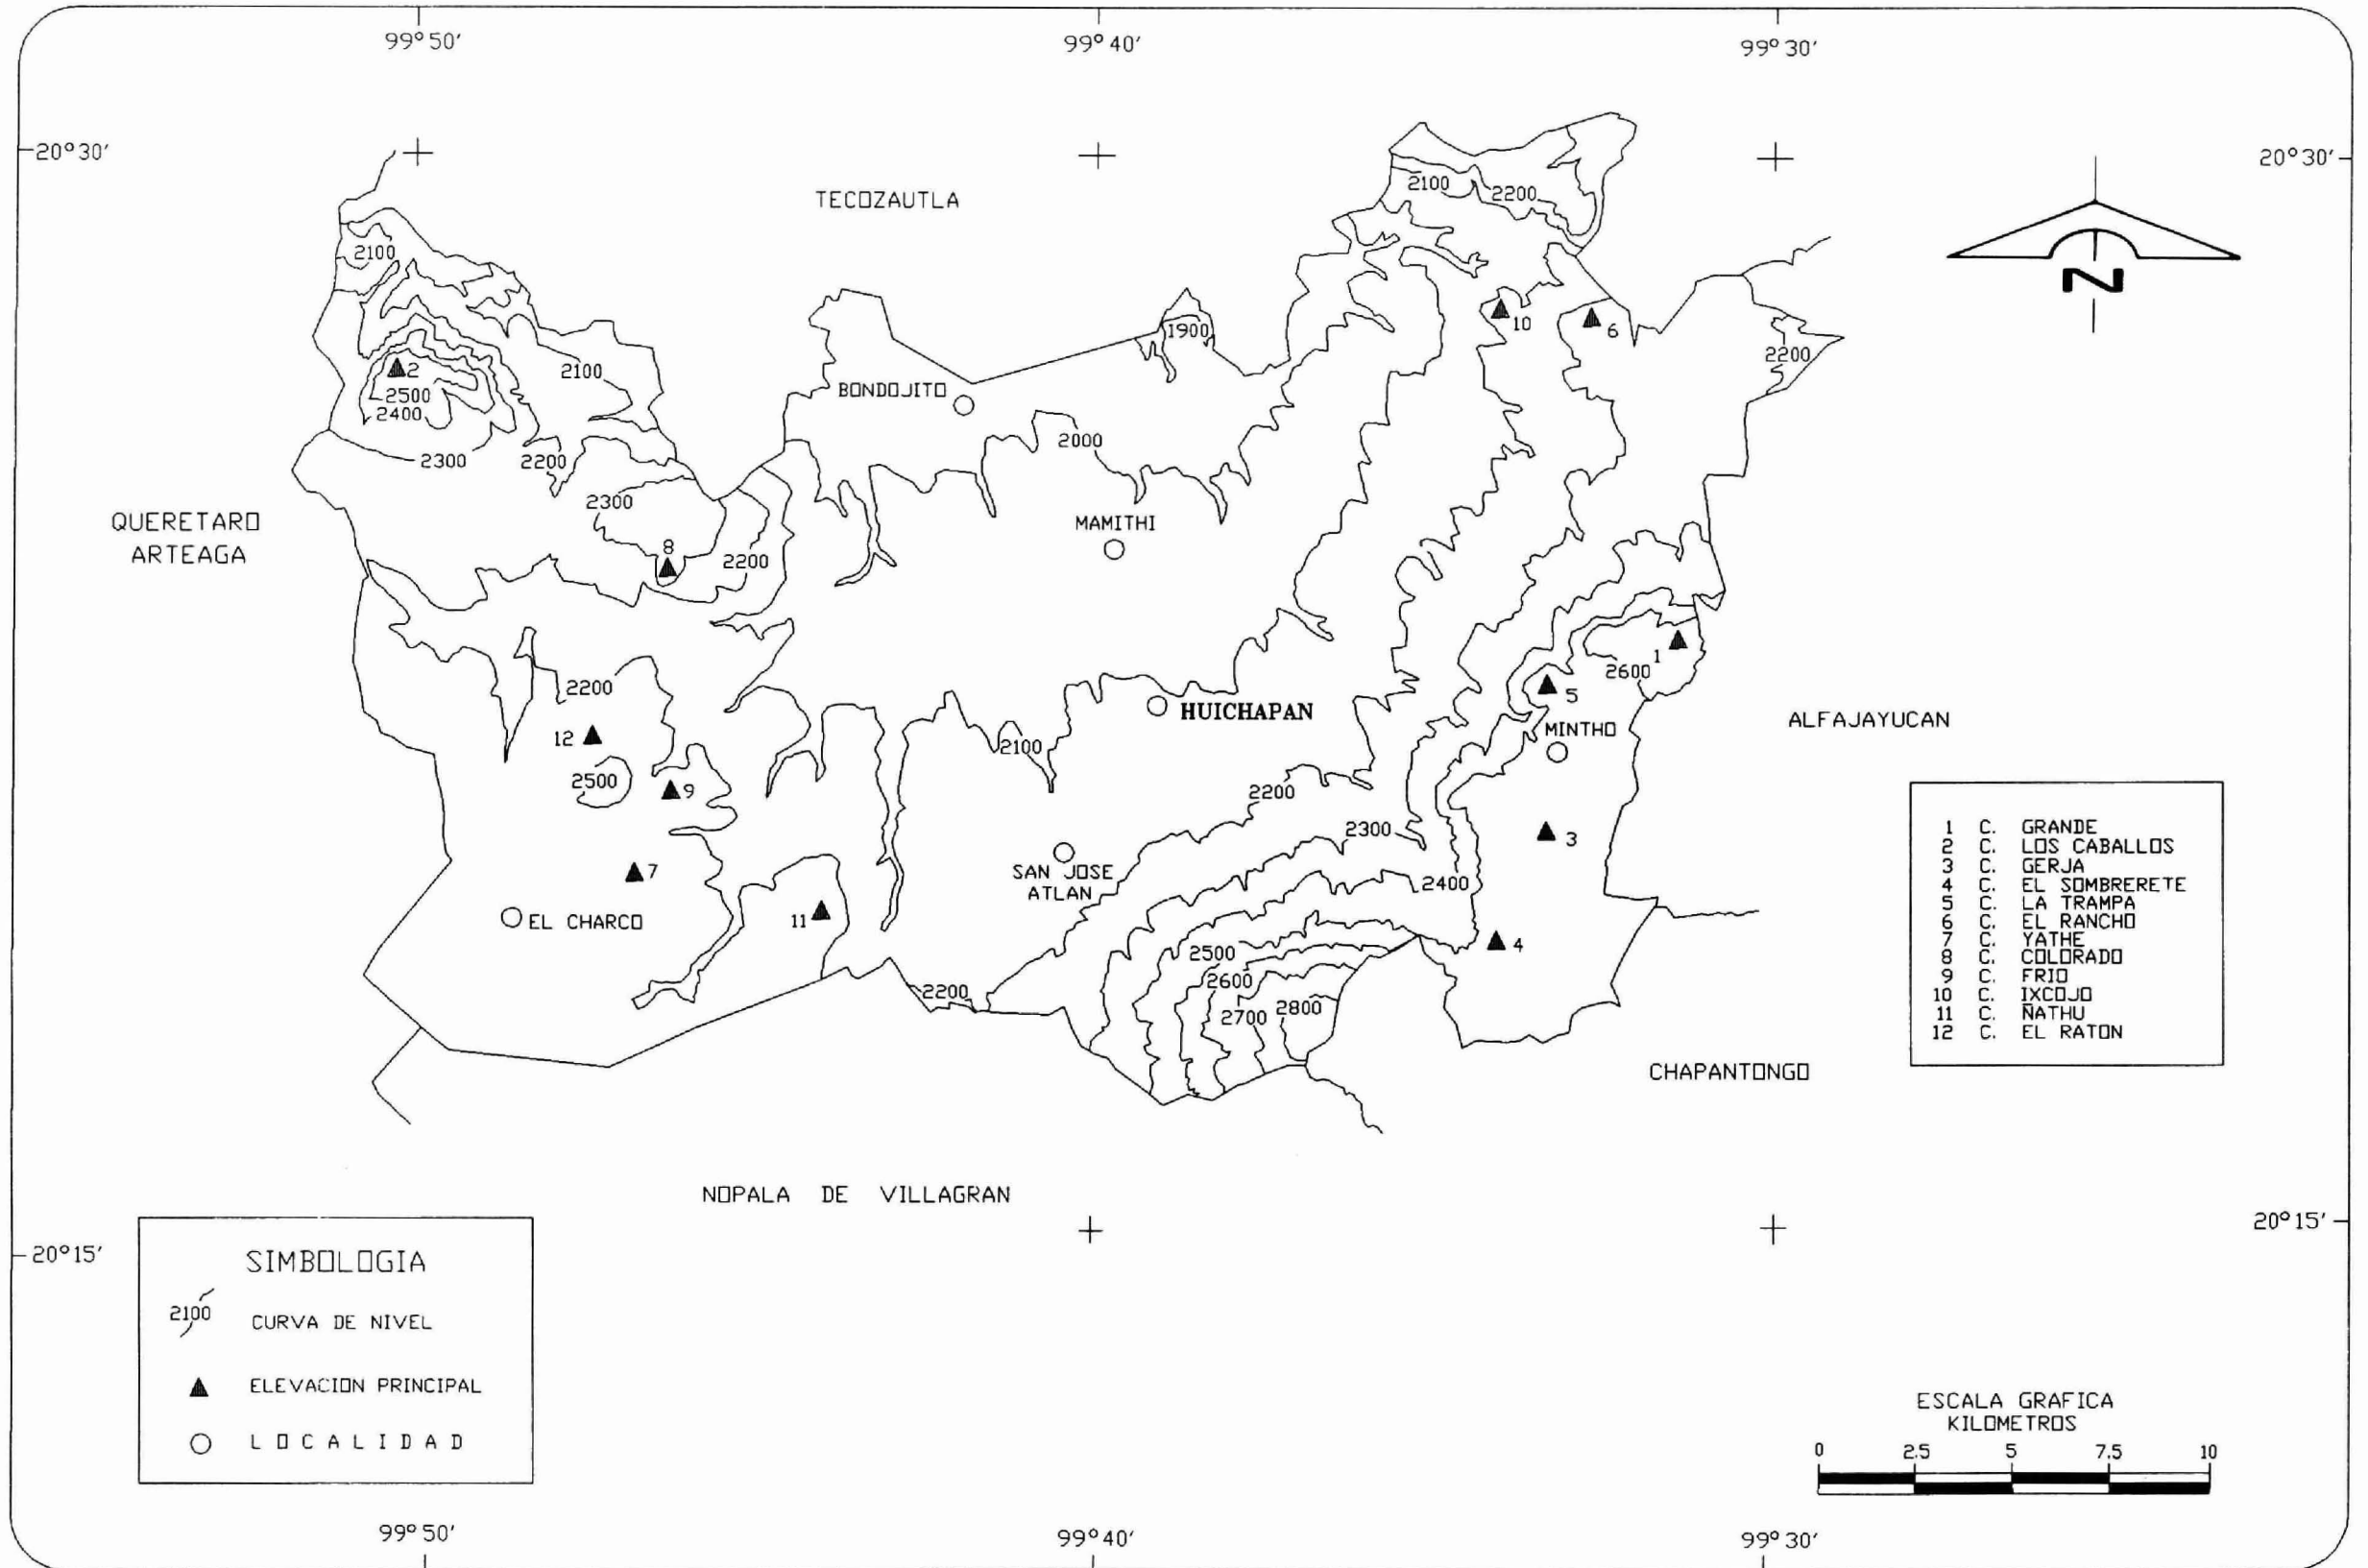 99°50′
99°40′
99°30′
20°30′
20°30′
TECOZAUTLA
2100
2200
2100
10
6
1900
2200
2
2100
2500
2400
BONDOJITO
2000
2300
2200
2300
QUERETARO
ARTEAGA
MAMITHI
8
2200
1
2600
2200
5
HUICHAPAN
MINTHO
ALFAJAYUCAN
12
2100
2500
9
2200
2300
3
1 C. GRANDE
2 C. LOS CABALLOS
3 C. GERJA
4 C. EL SOMBRERETE
5 C. LA TRAMPA
6 C. EL RANCHO
7 C. YATHE
8 C. COLORADO
9 C. FRIO
10 C. IXCOJO
11 C. ÑATHU
12 C. EL RATON
7
SAN JOSE
ATLAN
2400
EL CHARCO
11
4
2500
2600
2200
2700
2800
CHAPANTONGO
NOPALA DE VILLAGRAN
20°15′
20°15′
SIMBOLOGIA
2100
CURVA DE NIVEL
ELEVACION PRINCIPAL
LOCALIDAD
ESCALA GRAFICA
KILOMETROS
0 2.5 5 7.5 10
99°50′
99°40′
99°30′
N